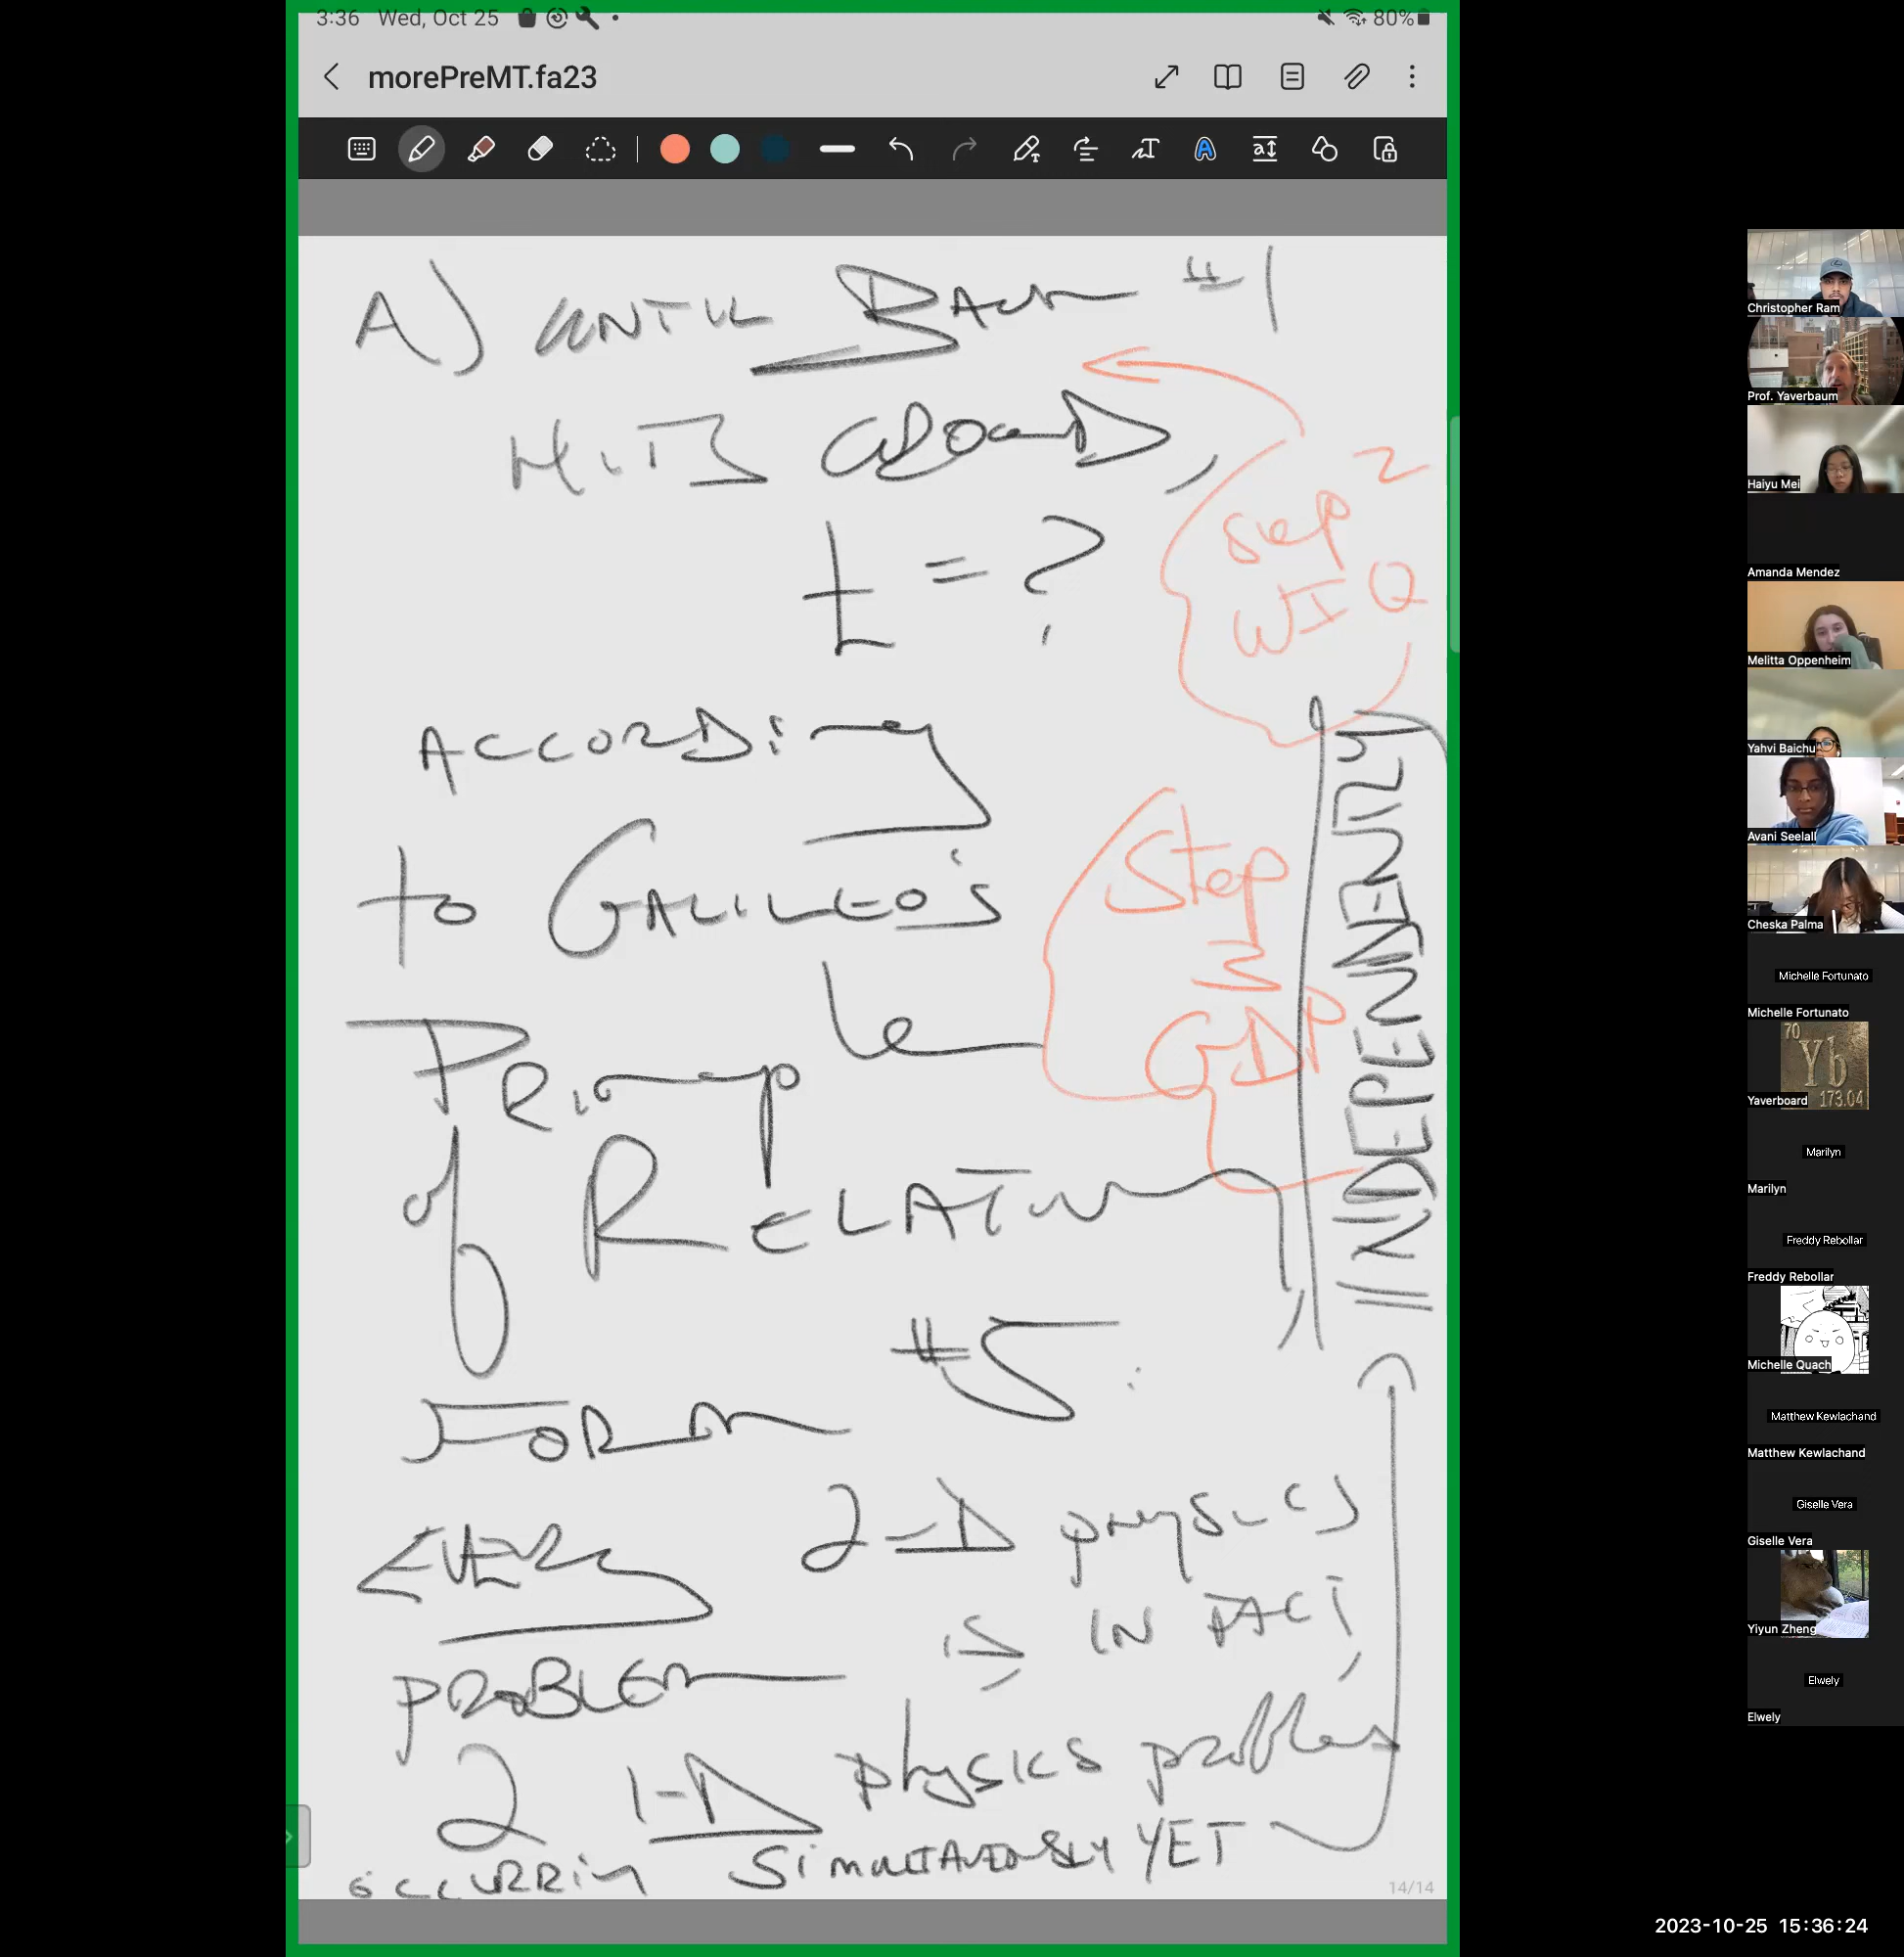 3:36 Wed, Oct 25
80%
morePreMT.fa23
A) UNTIL BALL #1
HITS GROUND,
t = ?
Step 2
WIQ
ACCORDING
to GALILEO'S
Principle
of RELATIVITY,
Step
3
GDP
FORM #5:
EVERY 2-D physics
PROBLEM is, IN FACT,
2 1-D physics problems
OCCURRING SIMULTANEOUSLY YET
INDEPENDENTLY
14/14
Christopher Ram
Prof. Yaverbaum
Haiyu Mei
Amanda Mendez
Melitta Oppenheim
Yahvi Baichu
Avani Seelall
Cheska Palma
Michelle Fortunato
Michelle Fortunato
70
Yb
Yaverboard 173.04
Marilyn
Marilyn
Freddy Rebollar
Freddy Rebollar
Michelle Quach
Matthew Kewlachand
Matthew Kewlachand
Giselle Vera
Giselle Vera
Yiyun Zheng
Elwely
Elwely
2023-10-25 15:36:24